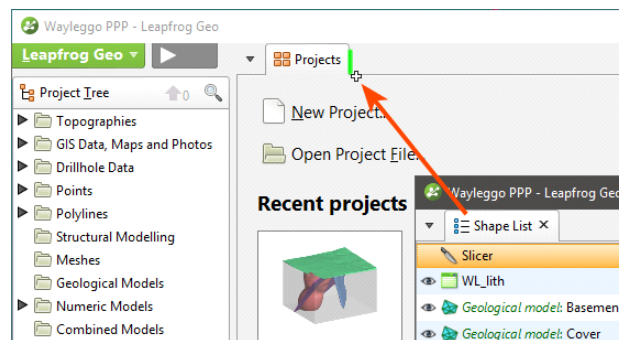 Wayleggo PPP - Leapfrog Geo
Leapfrog Geo
Projects
Project Tree
0
Topographies
GIS Data, Maps and Photos
Drillhole Data
Points
Polylines
Structural Modelling
Meshes
Geological Models
Numeric Models
Combined Models
New Project..
Open Project File..
Recent projects
Wayleggo PPP - Leapfrog Geo
Shape List
Slicer
WL_lith
Geological model: Basemen
Geological model: Cover